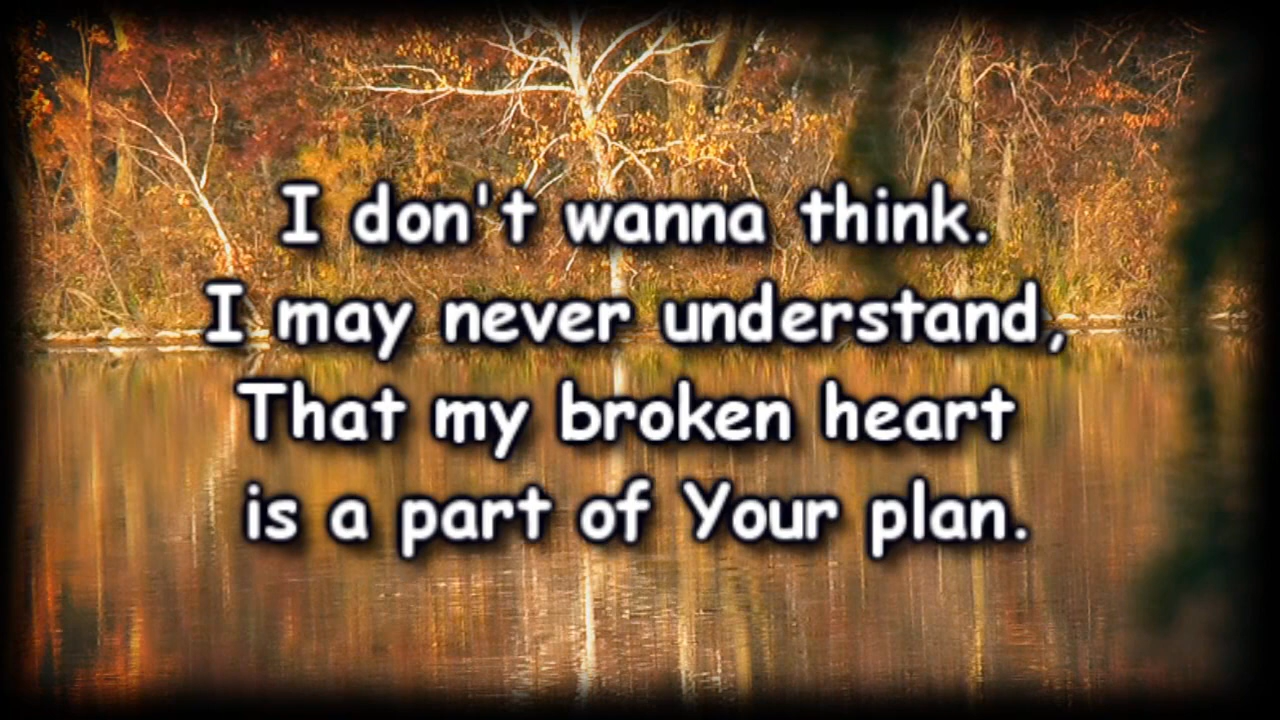 I don't wanna think.
I may never understand,
That my broken heart
is a part of Your plan.